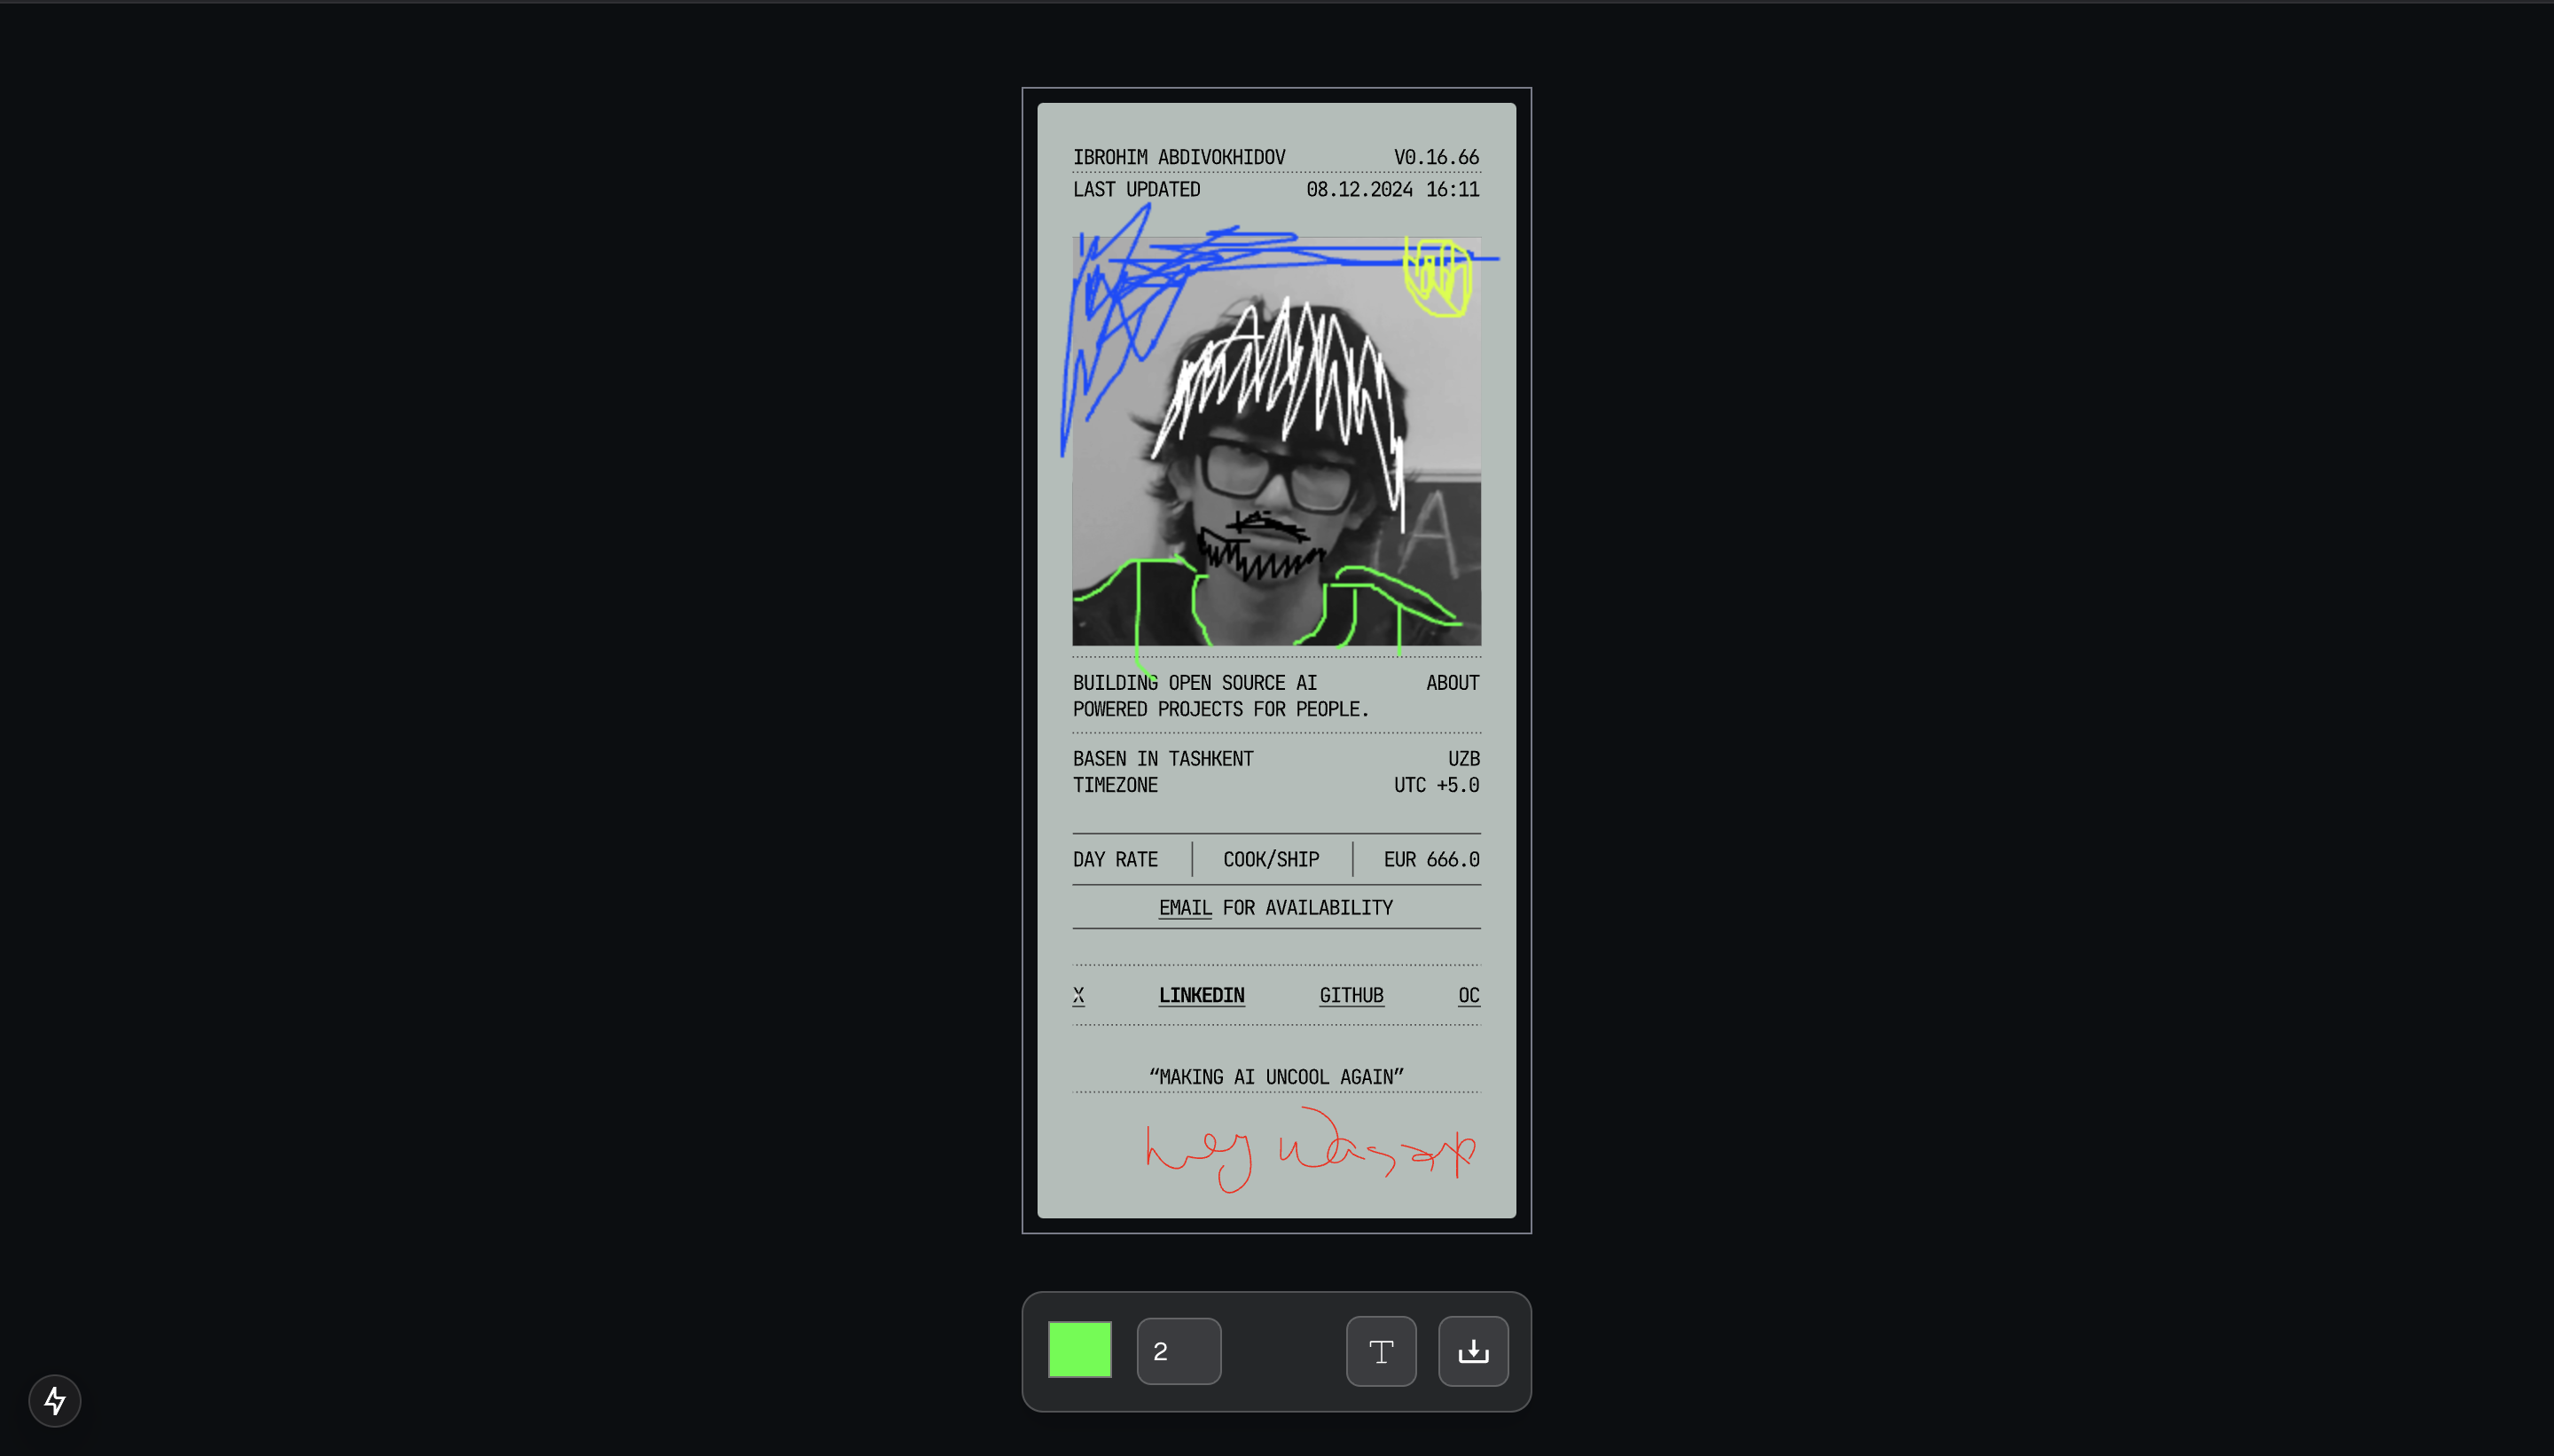 IBROHIM ABDIVOKHIDOV V0.16.66
LAST UPDATED 08.12.2024 16:11
A
BUILDING OPEN SOURCE AI ABOUT
POWERED PROJECTS FOR PEOPLE.
BASEN IN TASHKENT UZB
TIMEZONE UTC +5.0
DAY RATE COOK/SHIP EUR 666.0
EMAIL FOR AVAILABILITY
X LINKEDIN GITHUB OC
“MAKING AI UNCOOL AGAIN”
hey wassap
2 T